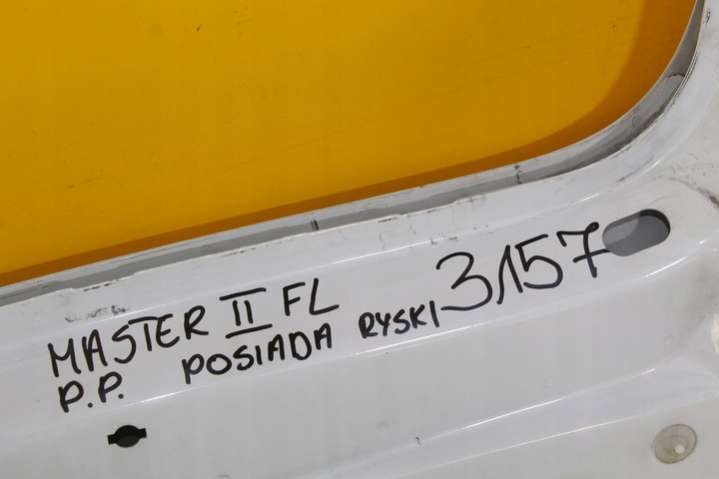 MASTER II FL 3157
P.P. POSIADA RYSKI